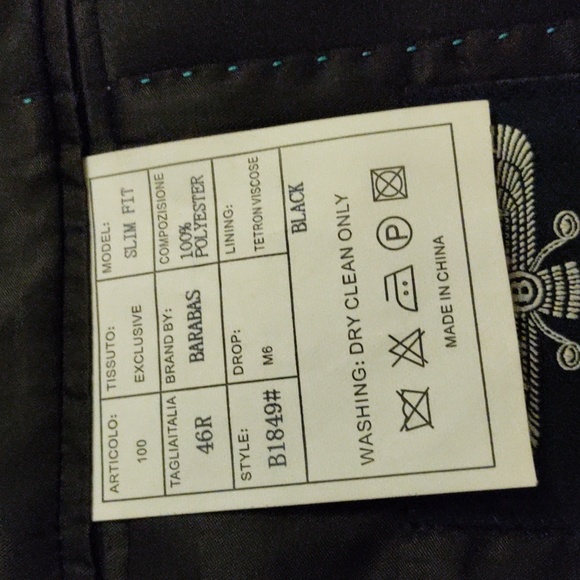 ARTICOLO: TISSUTO: MODEL:
100 EXCLUSIVE SLIM FIT
TAGLIAITALIA BRAND BY: COMPOZISIONE
46R BARABAS 100%
POLYESTER
STYLE: DROP: LINING:
B1849# M6 TETRON VISCOSE
BLACK
WASHING: DRY CLEAN ONLY
P
MADE IN CHINA
B